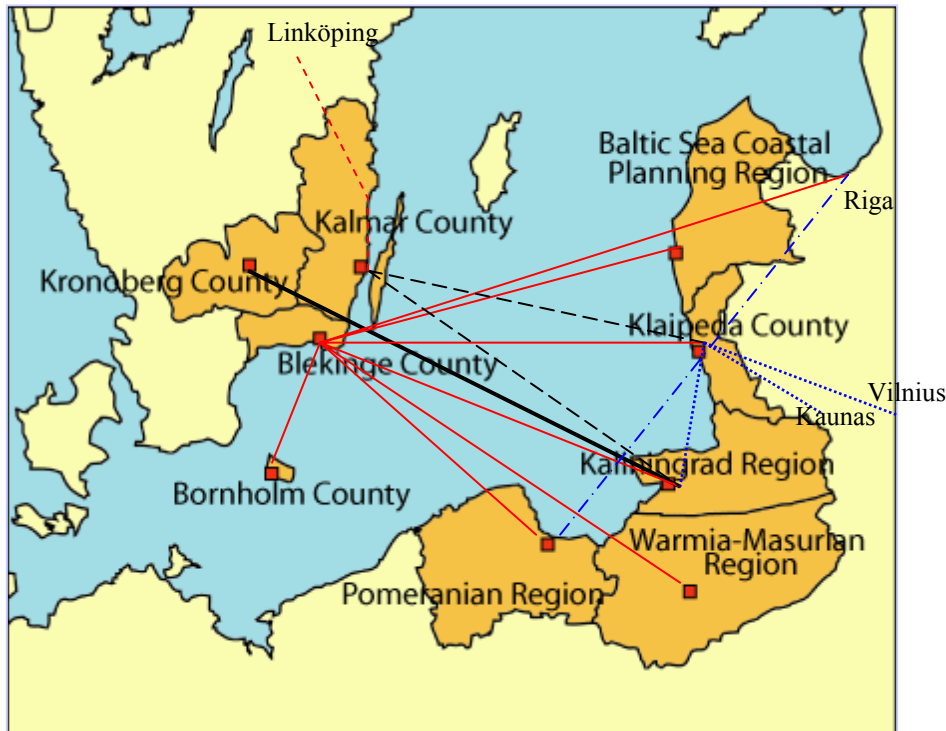 Linköping
Baltic Sea Coastal
Planning Region
Riga
Kalmar County
Kronoberg County
Klaipeda County
Blekinge County
Vilnius
Kaunas
Kaliningrad Region
Bornholm County
Warmia-Masurian
Region
Pomeranian Region